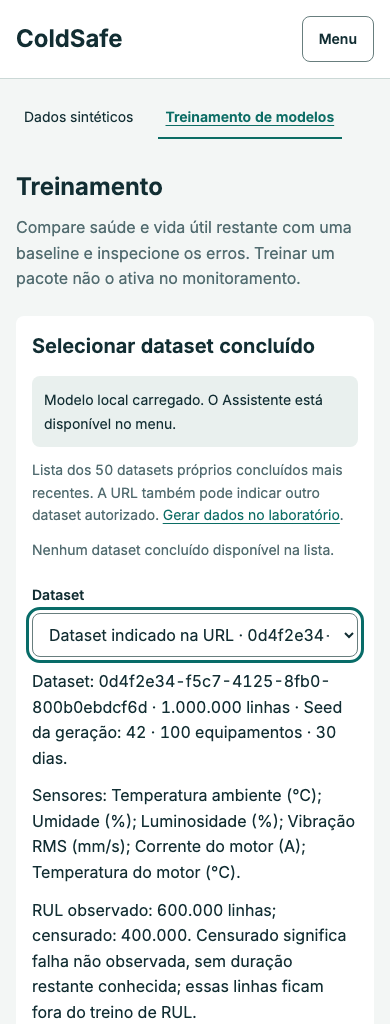 ColdSafe
Menu
Dados sintéticos
Treinamento de modelos
Treinamento
Compare saúde e vida útil restante com uma
baseline e inspecione os erros. Treinar um
pacote não o ativa no monitoramento.
Selecionar dataset concluído
Modelo local carregado. O Assistente está
disponível no menu.
Lista dos 50 datasets próprios concluídos mais
recentes. A URL também pode indicar outro
dataset autorizado. Gerar dados no laboratório.
Nenhum dataset concluído disponível na lista.
Dataset
Dataset indicado na URL · 0d4f2e34·
Dataset: 0d4f2e34-f5c7-4125-8fb0-
800b0ebdcf6d · 1.000.000 linhas · Seed
da geração: 42 · 100 equipamentos · 30
dias.
Sensores: Temperatura ambiente (°C);
Umidade (%); Luminosidade (%); Vibração
RMS (mm/s); Corrente do motor (A);
Temperatura do motor (°C).
RUL observado: 600.000 linhas;
censurado: 400.000. Censurado significa
falha não observada, sem duração
restante conhecida; essas linhas ficam
fora do treino de RUL.